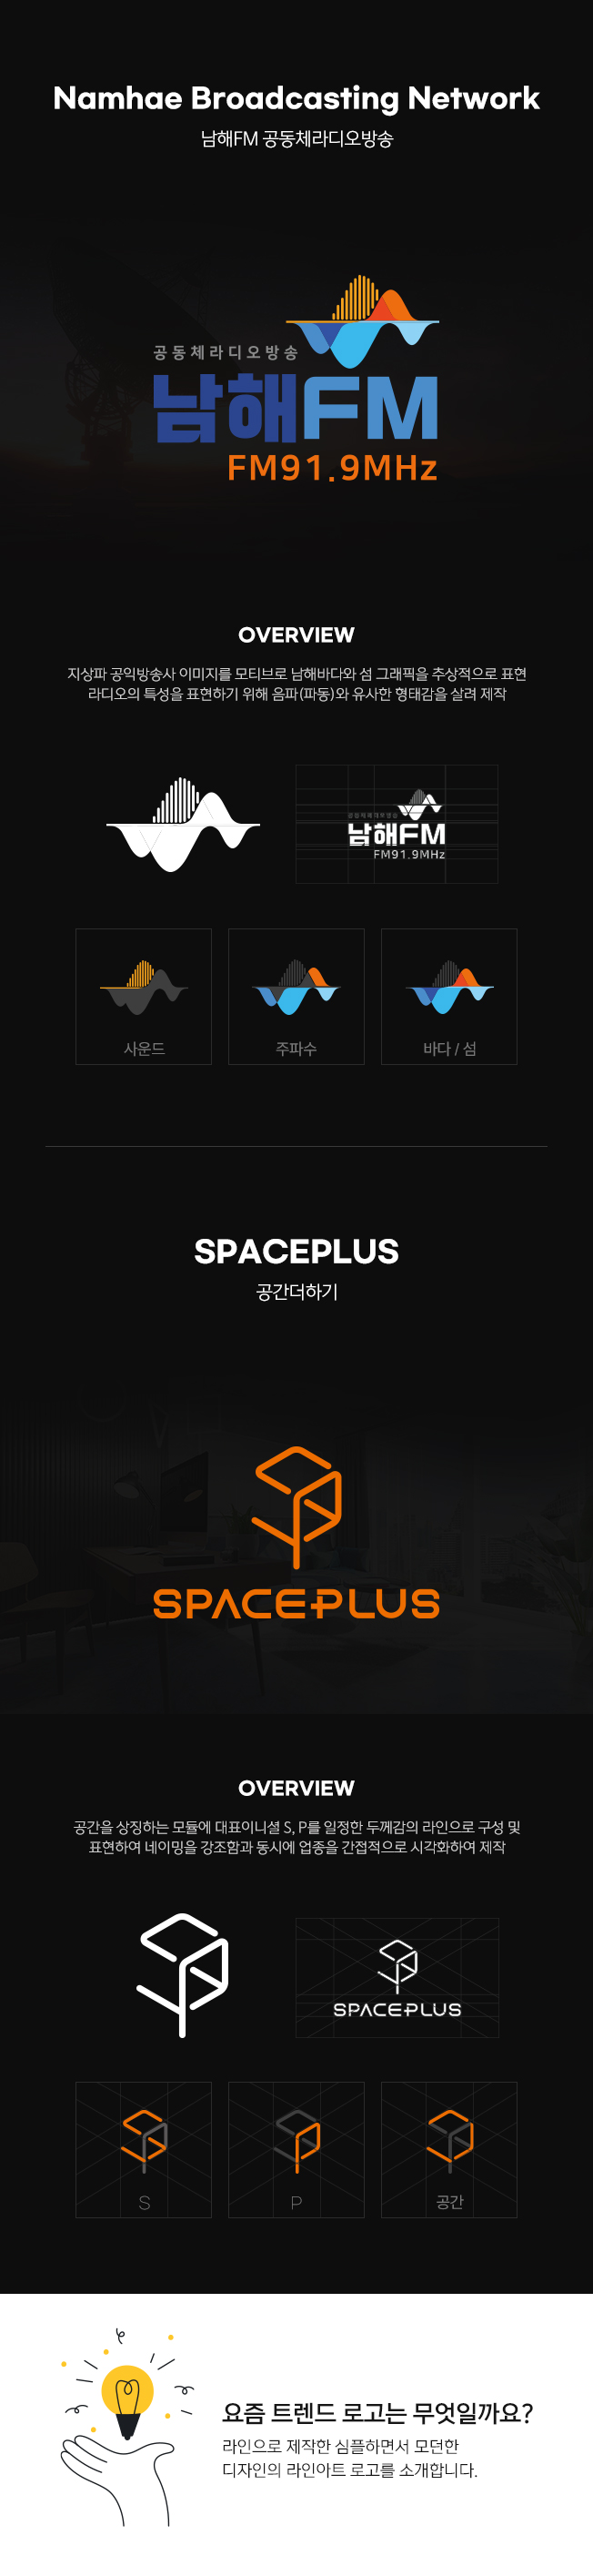 Namhae Broadcasting Network
남해FM 공동체라디오방송
공동체라디오방송
남해FM
FM91.9MHz
OVERVIEW
지상파 공익방송사 이미지를 모티브로 남해바다와 섬 그래픽을 추상적으로 표현
라디오의 특성을 표현하기 위해 음파(파동)와 유사한 형태감을 살려 제작
공동체라디오방송
남해FM
FM91.9MHz
사운드
주파수
바다 / 섬
SPACEPLUS
공간더하기
SPACEPLUS
OVERVIEW
공간을 상징하는 모듈에 대표이니셜 S, P를 일정한 두께감의 라인으로 구성 및
표현하여 네이밍을 강조함과 동시에 업종을 간접적으로 시각화하여 제작
SPACEPLUS
S
P
공간
요즘 트렌드 로고는 무엇일까요?
라인으로 제작한 심플하면서 모던한
디자인의 라인아트 로고를 소개합니다.